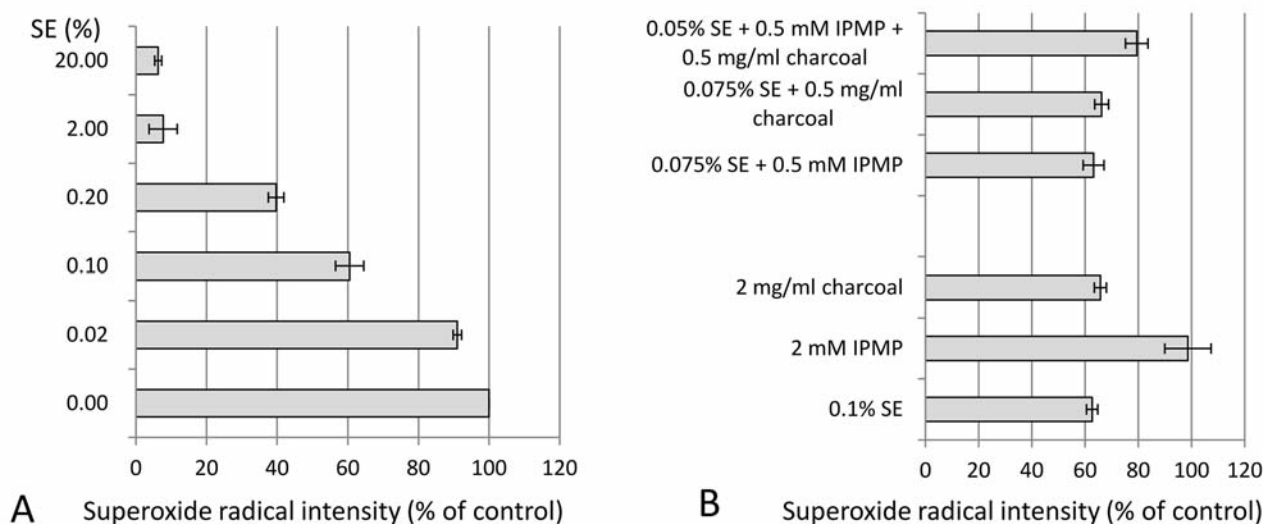 SE (%)
20.00
2.00
0.20
0.10
0.02
0.00
0 20 40 60 80 100 120
A Superoxide radical intensity (% of control)
0.05% SE + 0.5 mM IPMP +
0.5 mg/ml charcoal
0.075% SE + 0.5 mg/ml
charcoal
0.075% SE + 0.5 mM IPMP
2 mg/ml charcoal
2 mM IPMP
0.1% SE
0 20 40 60 80 100 120
B Superoxide radical intensity (% of control)